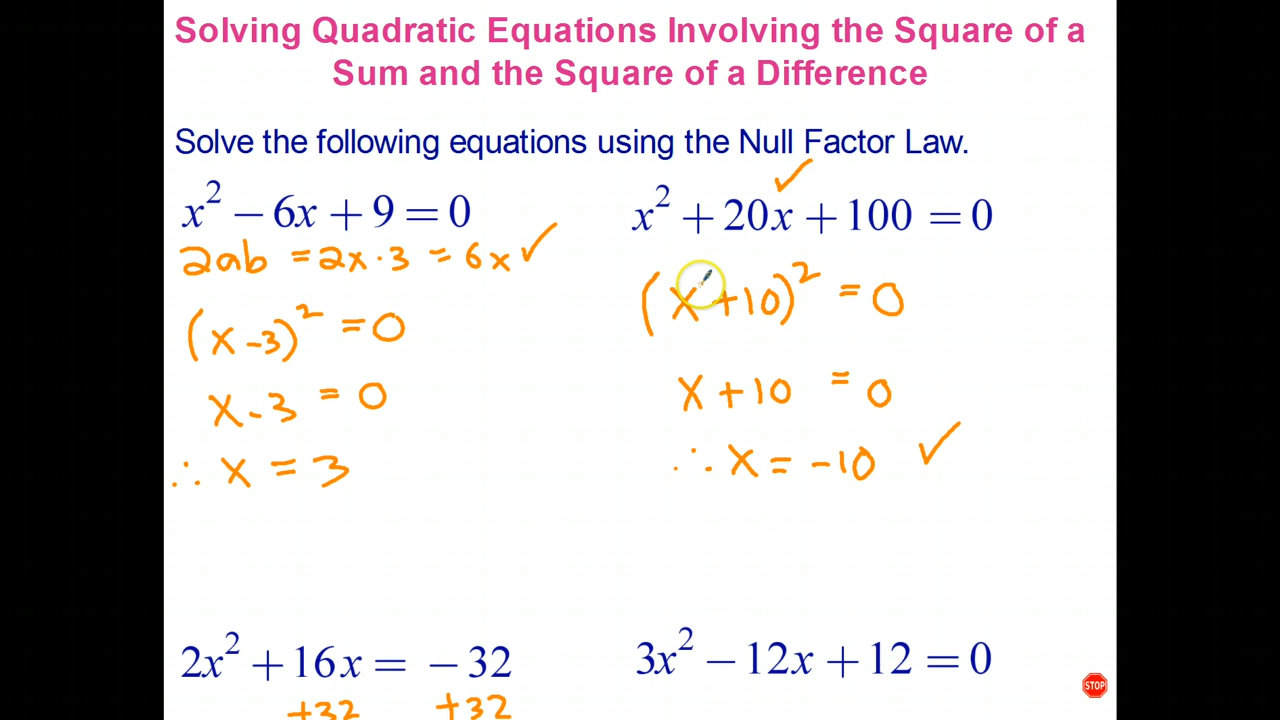 Solving Quadratic Equations Involving the Square of a
Sum and the Square of a Difference
Solve the following equations using the Null Factor Law.
x² − 6x + 9 = 0
2ab = 2x·3 = 6x ✓
(x-3)² = 0
x-3 = 0
∴ x = 3
x² + 20x + 100 = 0 ✓
(x+10)² = 0
x+10 = 0
∴ x = -10 ✓
2x² + 16x = −32
+32 +32
3x² − 12x + 12 = 0
STOP